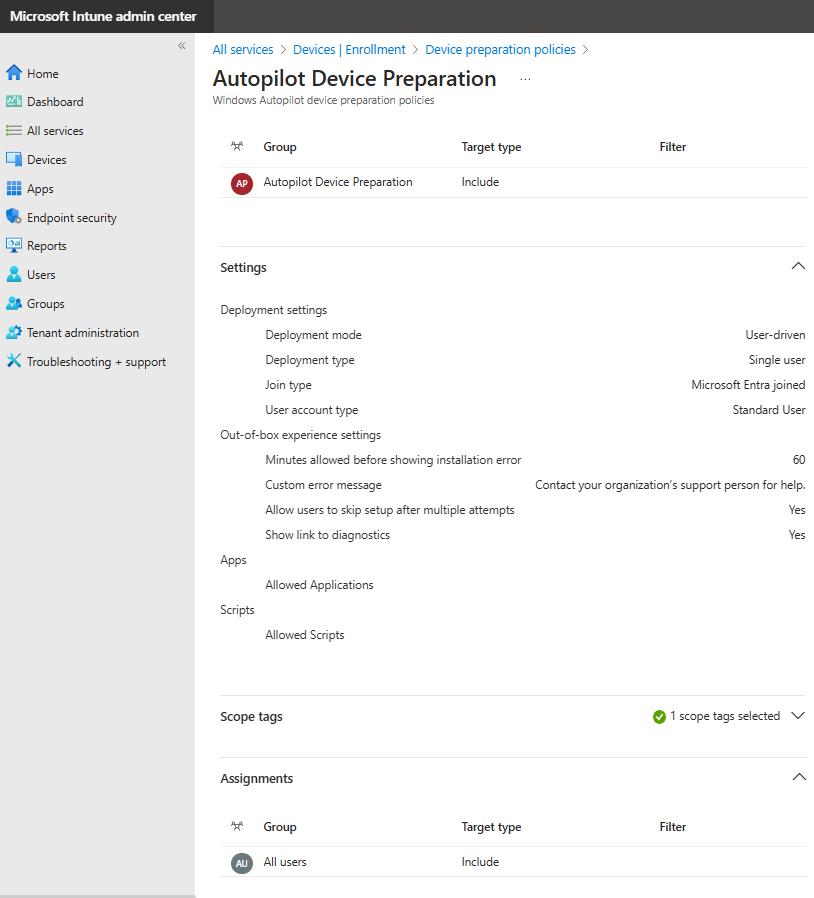 Microsoft Intune admin center
«
Home
Dashboard
All services
Devices
Apps
Endpoint security
Reports
Users
Groups
Tenant administration
Troubleshooting + support
All services > Devices | Enrollment > Device preparation policies >
Autopilot Device Preparation ...
Windows Autopilot device preparation policies
Group Target type Filter
AP Autopilot Device Preparation Include
Settings
Deployment settings
Deployment mode User-driven
Deployment type Single user
Join type Microsoft Entra joined
User account type Standard User
Out-of-box experience settings
Minutes allowed before showing installation error 60
Custom error message Contact your organization's support person for help.
Allow users to skip setup after multiple attempts Yes
Show link to diagnostics Yes
Apps
Allowed Applications
Scripts
Allowed Scripts
Scope tags 1 scope tags selected
Assignments
Group Target type Filter
AU All users Include